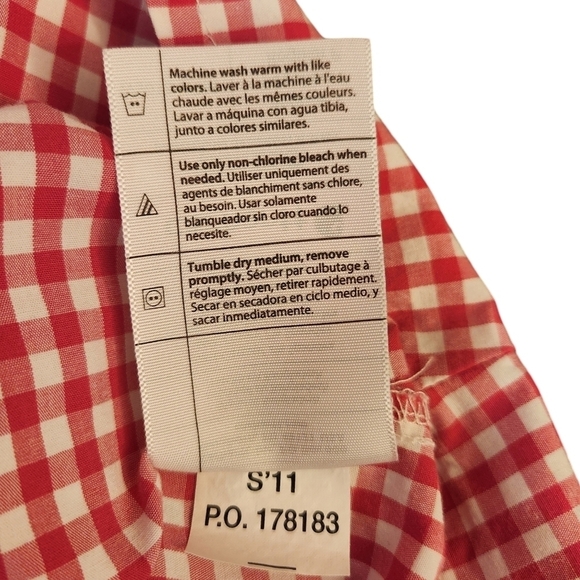 Machine wash warm with like
colors. Laver à la machine à l'eau
chaude avec les mêmes couleurs.
Lavar a máquina con agua tibia,
junto a colores similares.
Use only non-chlorine bleach when
needed. Utiliser uniquement des
agents de blanchiment sans chlore,
au besoin. Usar solamente
blanqueador sin cloro cuando lo
necesite.
Tumble dry medium, remove
promptly. Sécher par culbutage à
réglage moyen, retirer rapidement.
Secar en secadora en ciclo medio, y
sacar inmediatamente.
S'11
P.O. 178183